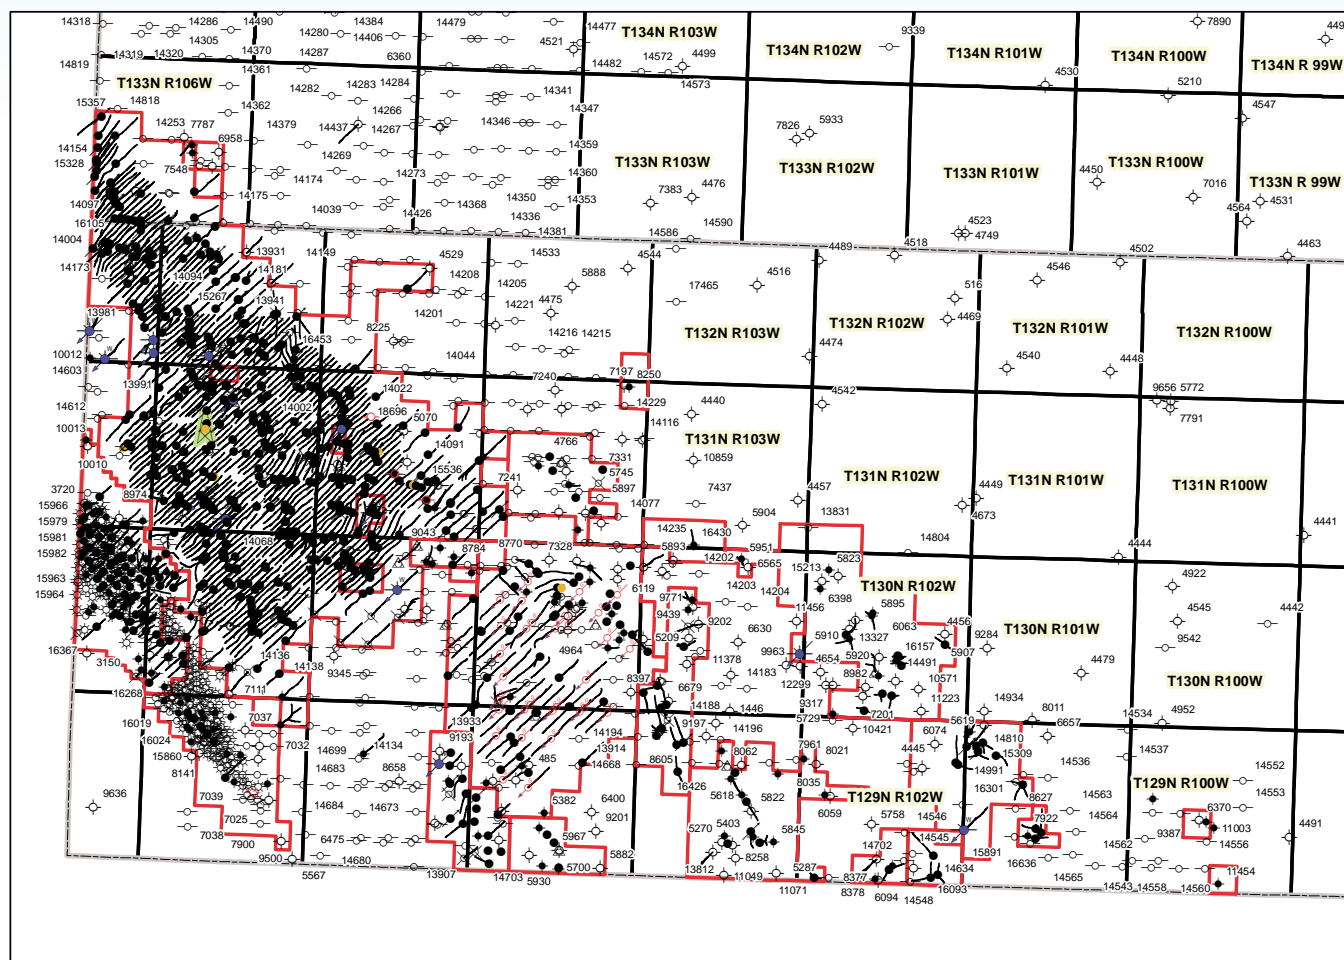 14318 14286 14490 14384 14479 14477 T134N R103W 9339 7890 449
14305 14280 14406 4521 T134N R102W T134N R101W T134N R100W
14319 14320 14370 14287 6360 14482 14572 4499 T134N R 99W
14819 T133N R106W 14361 14573 4530 5210
15357 14818 14362 14282 14283 14284 14341 14347 4547
14253 7787 14379 14437 14266 14346 7826 5933
14154 6958 14267 14359
15328 7548 14269 14273 14360 T133N R103W T133N R102W T133N R101W T133N R100W
14174 4450 T133N R 99W
14097 14175 14039 14426 14368 14350 14353 7383 4476 7016 4531
16105 14336 14590 4523 4564
14004 14381 14586 4749
13931 14149 4529 14533 4544 4489 4518 4502 4463
14173 14094 14181 14208 14205 5888 4516 4546
15267 13941 14221 4475 17465 516
13981 14201 4469
8225 14216 14215 T132N R103W T132N R102W T132N R101W T132N R100W
16453
10012 14044 4474 4448
14603 7240 7197 8250 4540
13991 14022 4542 9656 5772
14612 14002 18696 5070 14229 4440 7791
10013 14116
14091 4766 T131N R103W
10010 15536 7331 10859
5745 T131N R102W T131N R101W T131N R100W
3720 8974 7241 5897 7437 4457 4449
15966 14077 13831 4673
15979 9043 14235 16430 5904 4441
15981 14068 8784 8770 7328 5893 14202 5951 14804 4444
15982 6565 15213 5823
15963 6119 14203 14204 T130N R102W 4922
15964 9771 6398 5895 4442
9439 11456 4545
9202 6630 5910 13327 6063 4456 T130N R101W
5209 9284 9542
16367 14136 4964 9963 5920 16157 5907
3150 14138 11378 4654 14491 4479
9345 8397 14183 8982 10571 T130N R100W
16268 7111 6679 12299 11223 14934
14188 1446 9317 7201 8011 14534 4952
16019 7037 13933 14197 5729 5619 6657
16024 7032 14134 9193 14194 14196 10421 6074 14810
15860 14699 13914 7961 8021 4445 15309 14537
8141 14683 8658 485 14668 8605 8062 14991 14536 14552
T129N R100W
9636 7039 16426 8035 16301 14553
14684 14673 5382 6400 5618 5822 6059 T129N R102W 8627 14563
7025 9201 14546 7922 14564 6370
7038 6475 5967 5270 5403 5845 5758 14545 9387 11003
7900 5882 8258 14702 15891 14562 14556 4491
9500 14680 5700 13812 11049 5287 8377 14634 16636
5567 13907 14703 5930 11071 8378 6094 14548 16093 14565 14543 14558 14560 11454